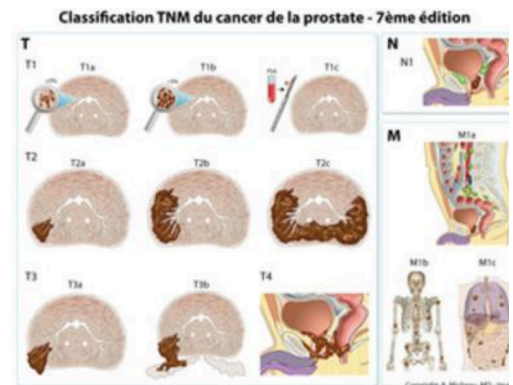 Classification TNM du cancer de la prostate - 7ème édition
T
T1
T1a
T1b
T1c
PSA
T2
T2a
T2b
T2c
T3
T3a
T3b
T4
N
N1
M
M1a
M1b
M1c